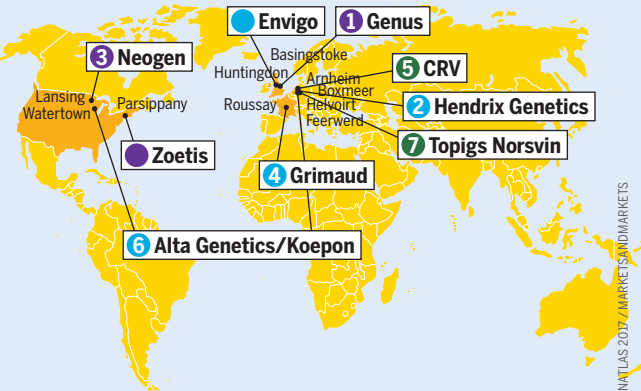 Envigo
1 Genus
3 Neogen
Basingstoke
Huntingdon
Arnheim
5 CRV
Boxmeer
Lansing
Watertown
Parsippany
Roussay
Helvoirt
Feerwerd
2 Hendrix Genetics
Zoetis
7 Topigs Norsvin
4 Grimaud
6 Alta Genetics/Koepon
NATLAS 2017 / MARKETSANDMARKETS